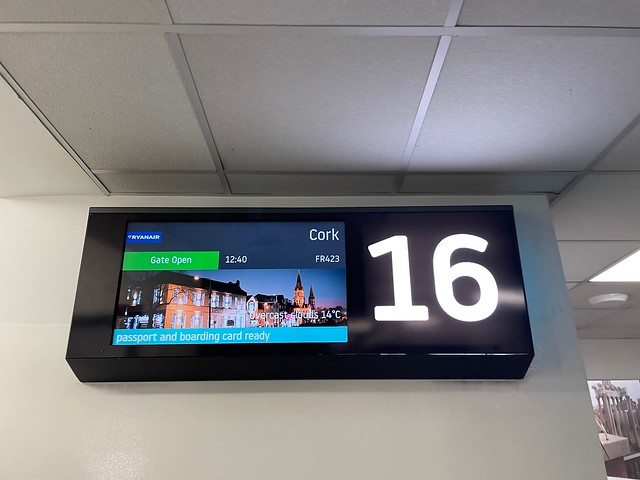 RYANAIR
Cork
Gate Open 12:40 FR423
Overcast clouds 14°C
passport and boarding card ready
16